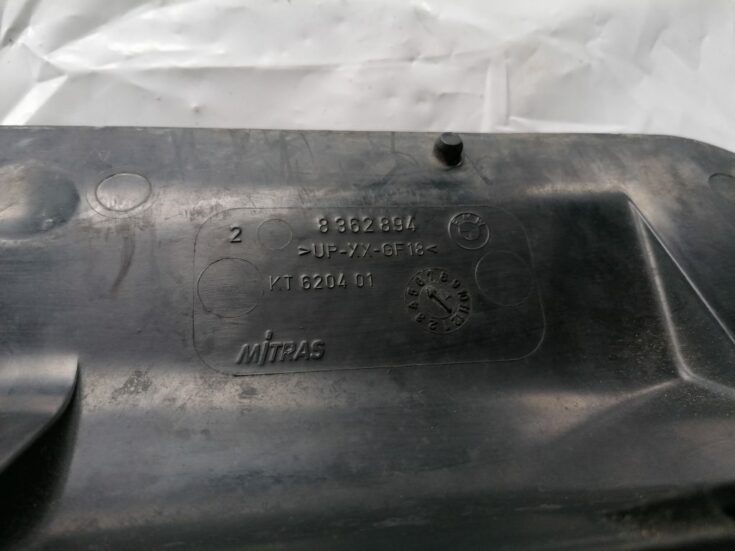 2 8 362 894
>UP-XX-GF18<
KT 6204 01
MiTRAS